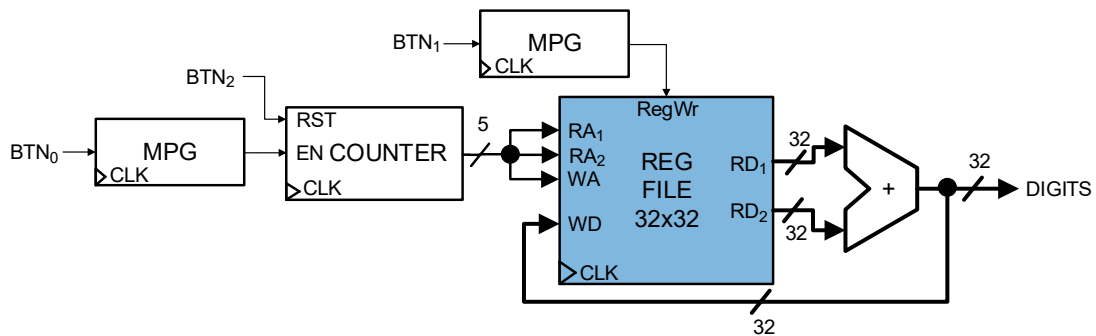 BTN₁
MPG
CLK
BTN₂
RST
EN COUNTER
CLK
BTN₀
MPG
CLK
5
RegWr
RA₁
RA₂
WA
WD
REG
FILE
32x32
RD₁
RD₂
CLK
32
32
+
32
DIGITS
32